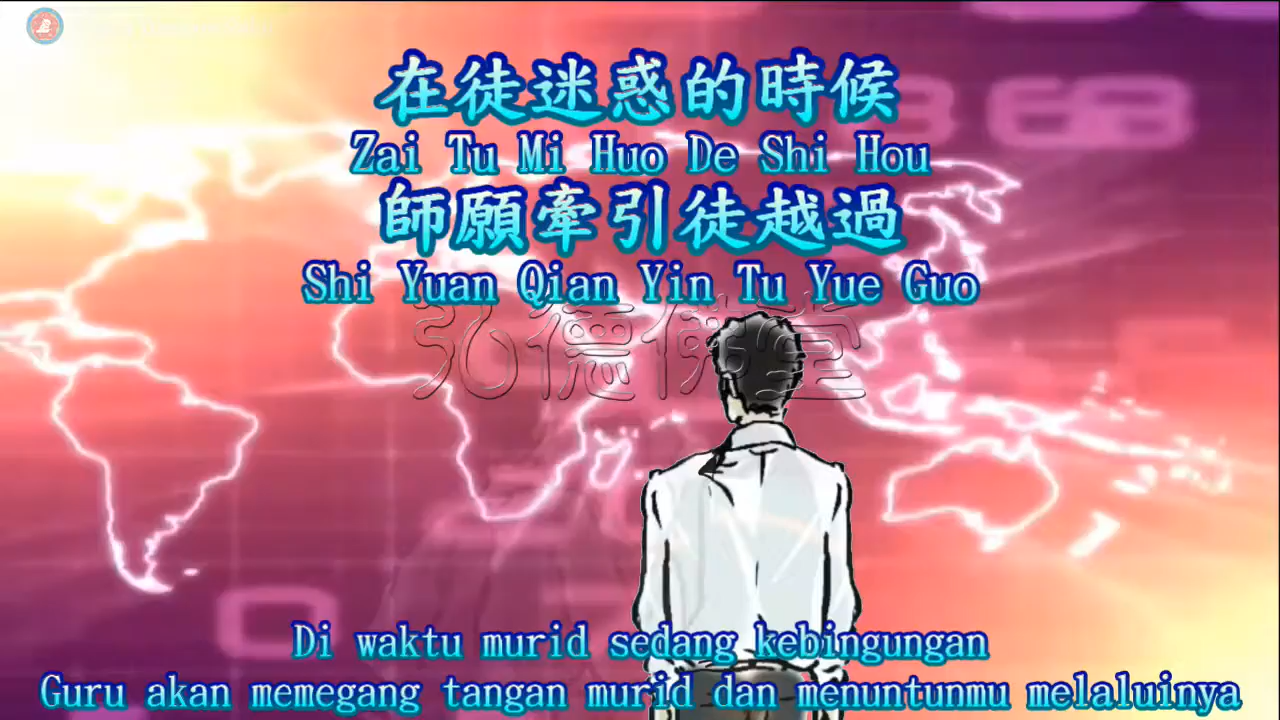 在徒迷惑的時候
Zai Tu Mi Huo De Shi Hou
師願牽引徒越過
Shi Yuan Qian Yin Tu Yue Guo
弘德佛堂
Di waktu murid sedang kebingungan
Guru akan memegang tangan murid dan menuntunmu melaluinya